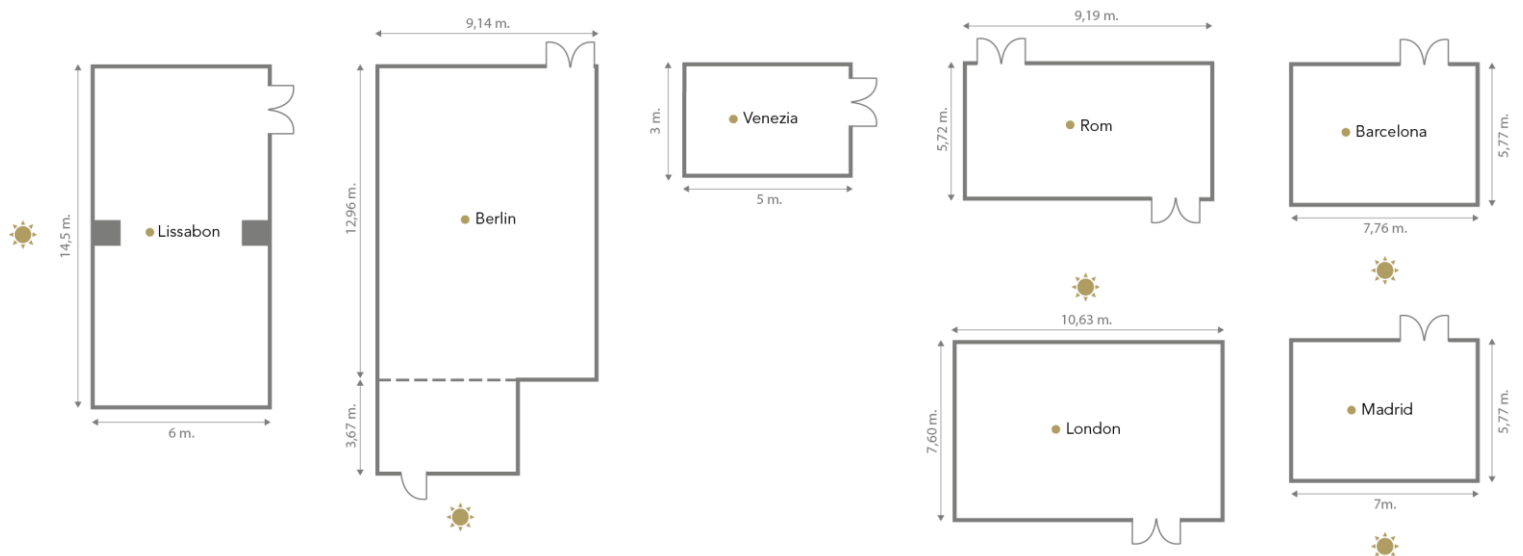 9,14 m.
9,19 m.
14,5 m.
Lissabon
6 m.
12,96 m.
Berlin
3,67 m.
3 m.
Venezia
5 m.
5,72 m.
Rom
Barcelona
5,77 m.
7,76 m.
10,63 m.
7,60 m.
London
Madrid
5,77 m.
7m.